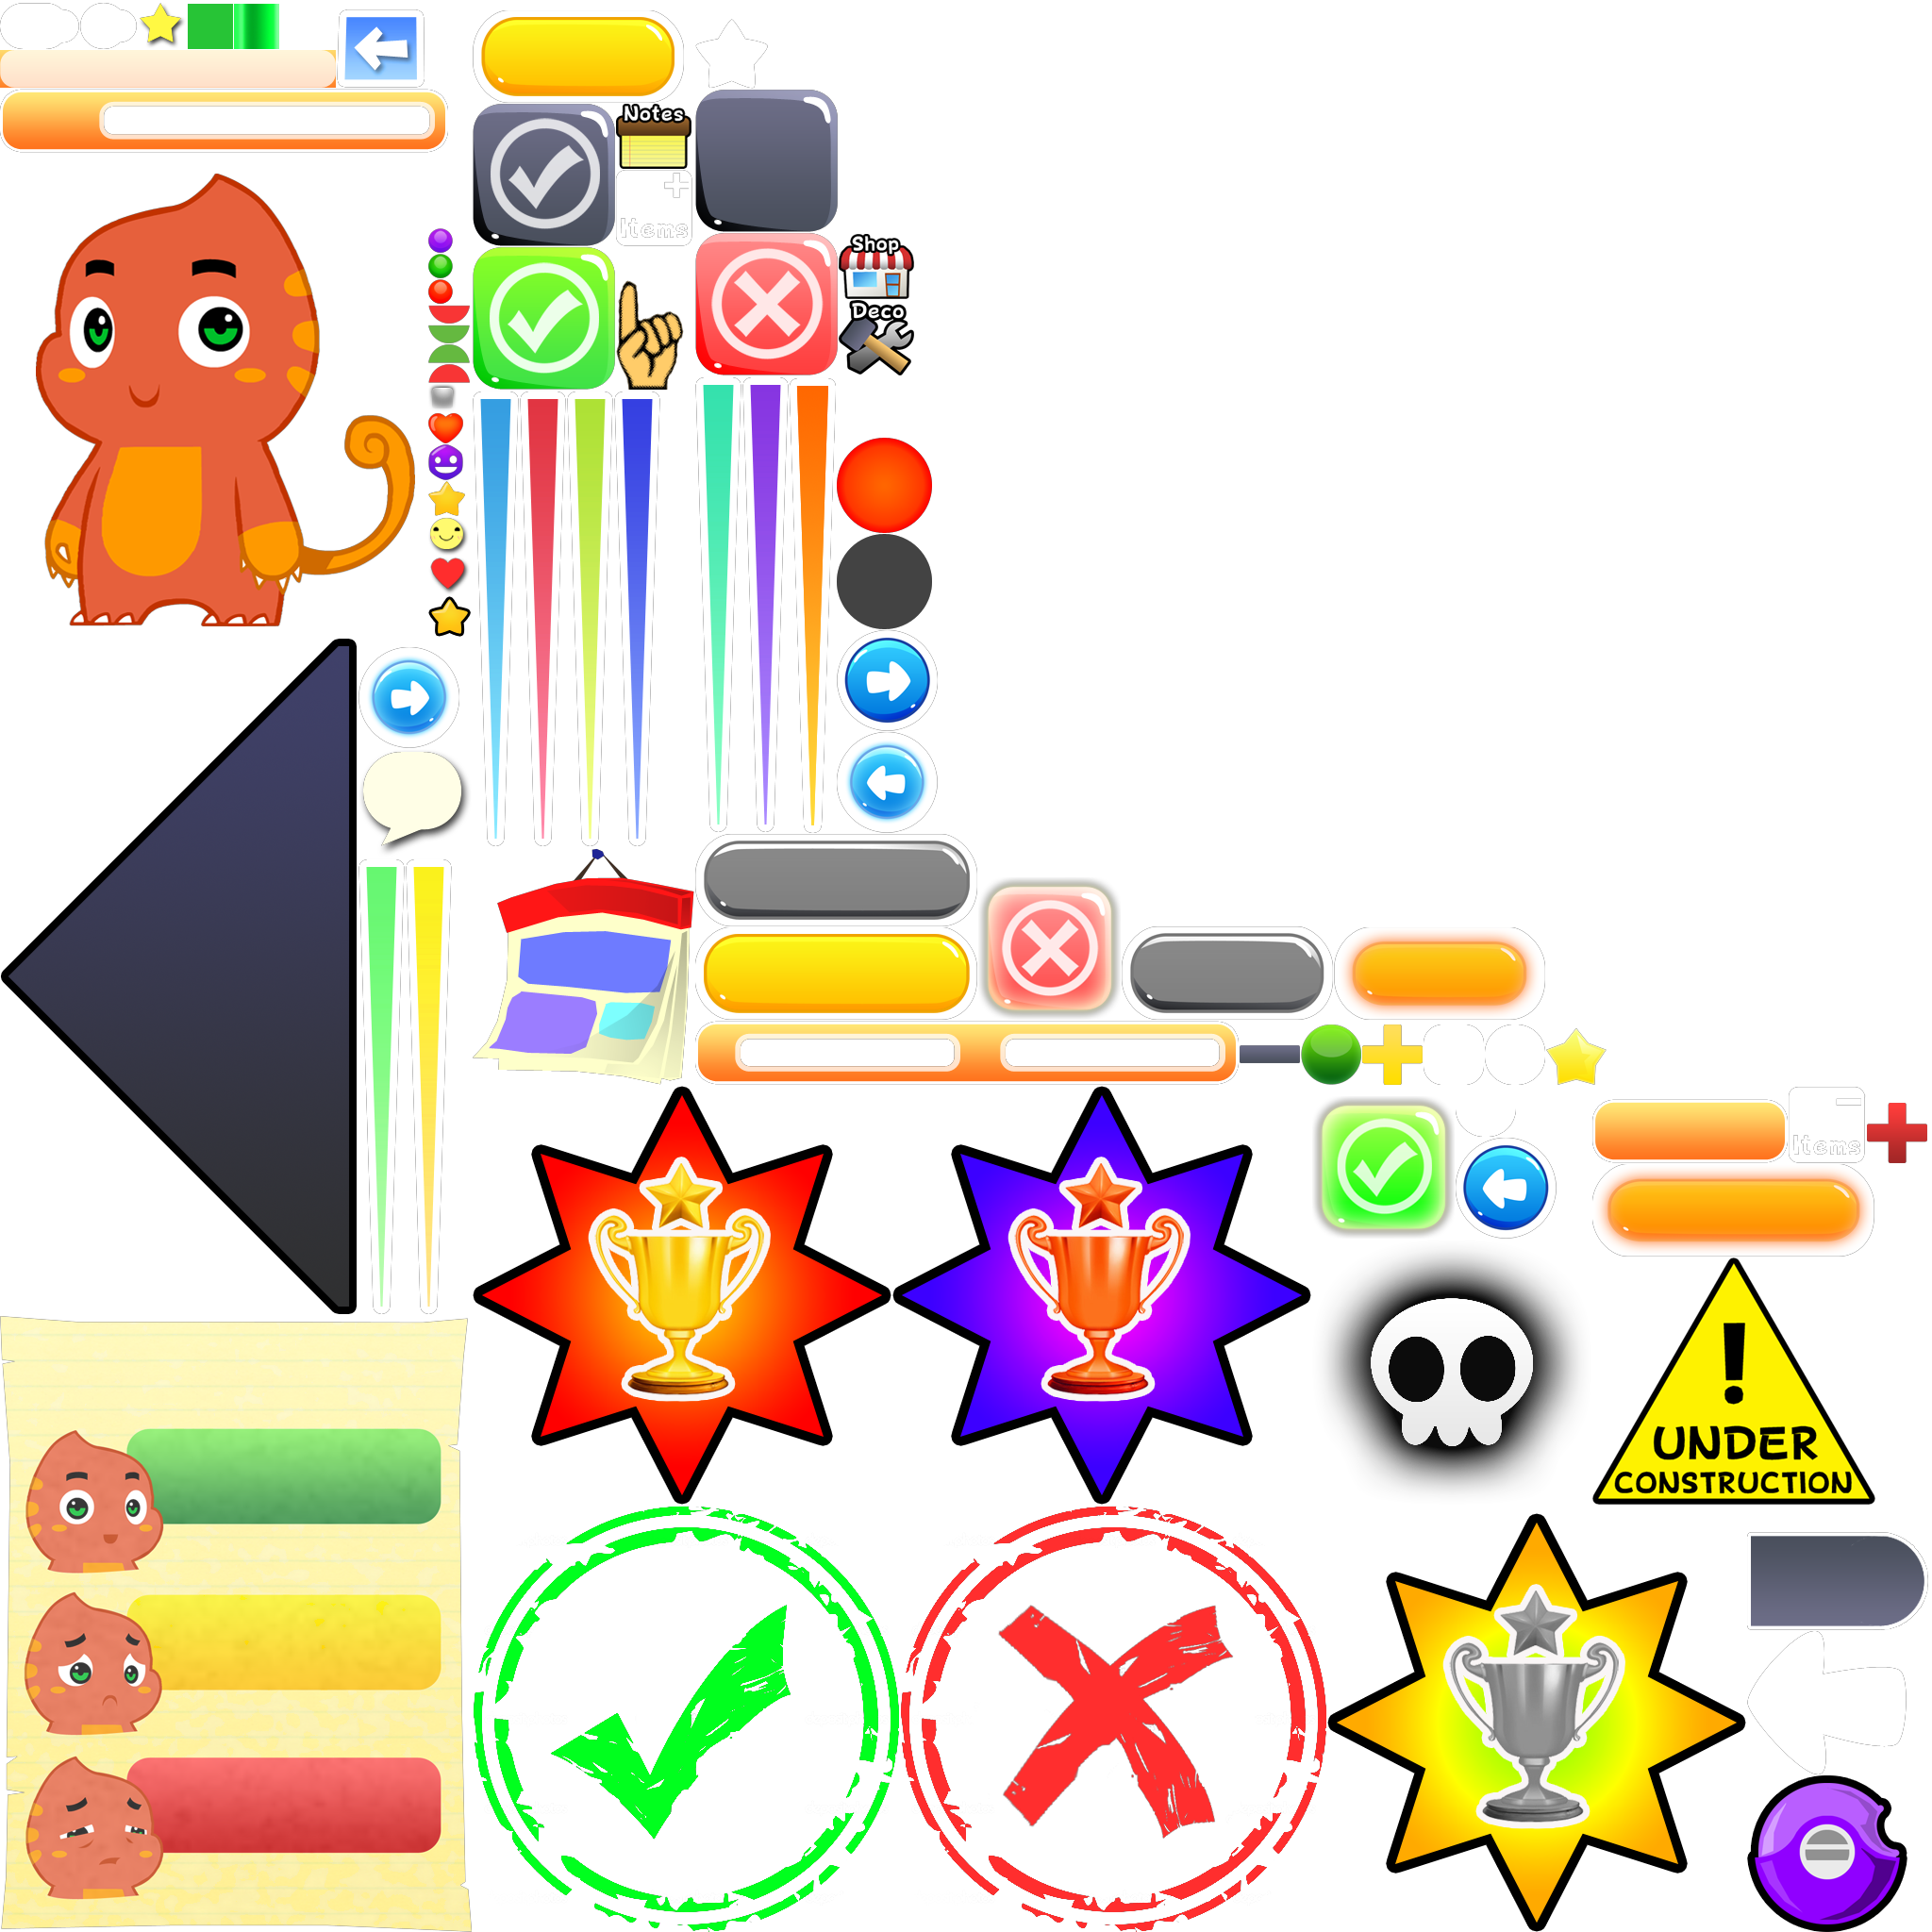 Notes
+
Items
Shop
Deco
Items
!
UNDER
CONSTRUCTION